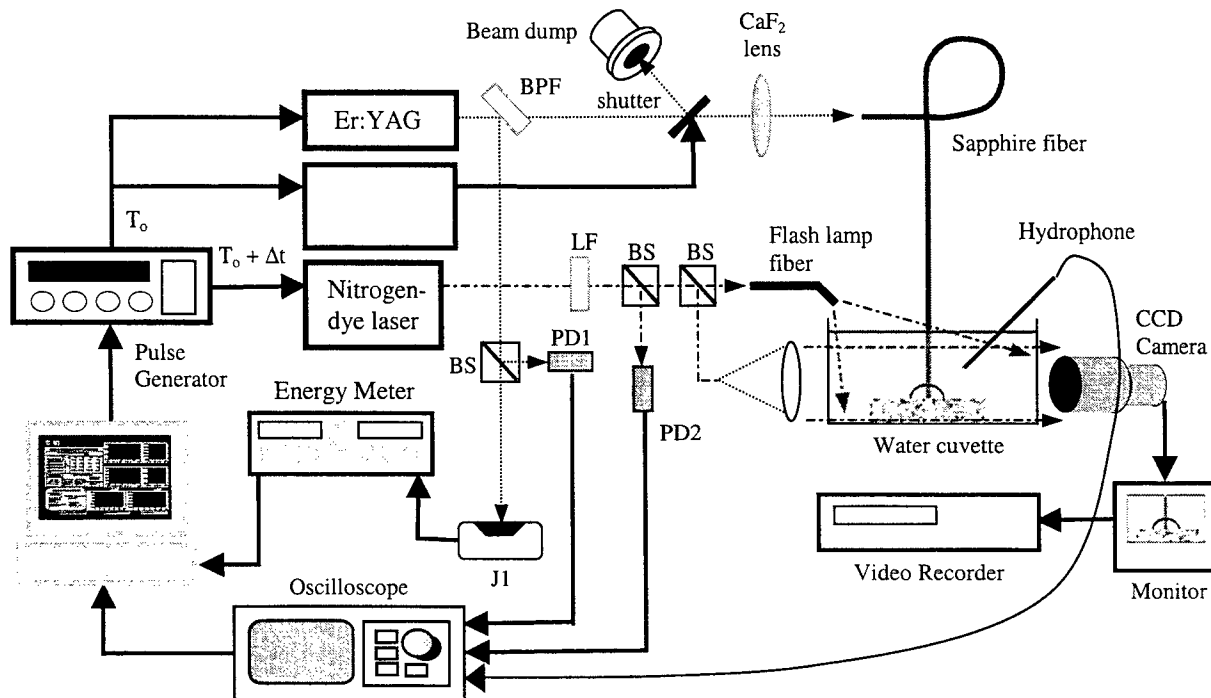 Beam dump
CaF₂
lens
BPF
shutter
Er:YAG
Sapphire fiber
Tₒ
Tₒ + Δt
LF
BS
BS
Flash lamp
fiber
Hydrophone
Nitrogen-
dye laser
CCD
Camera
Pulse
Generator
BS
PD1
Energy Meter
PD2
Water cuvette
J1
Video Recorder
Monitor
Oscilloscope